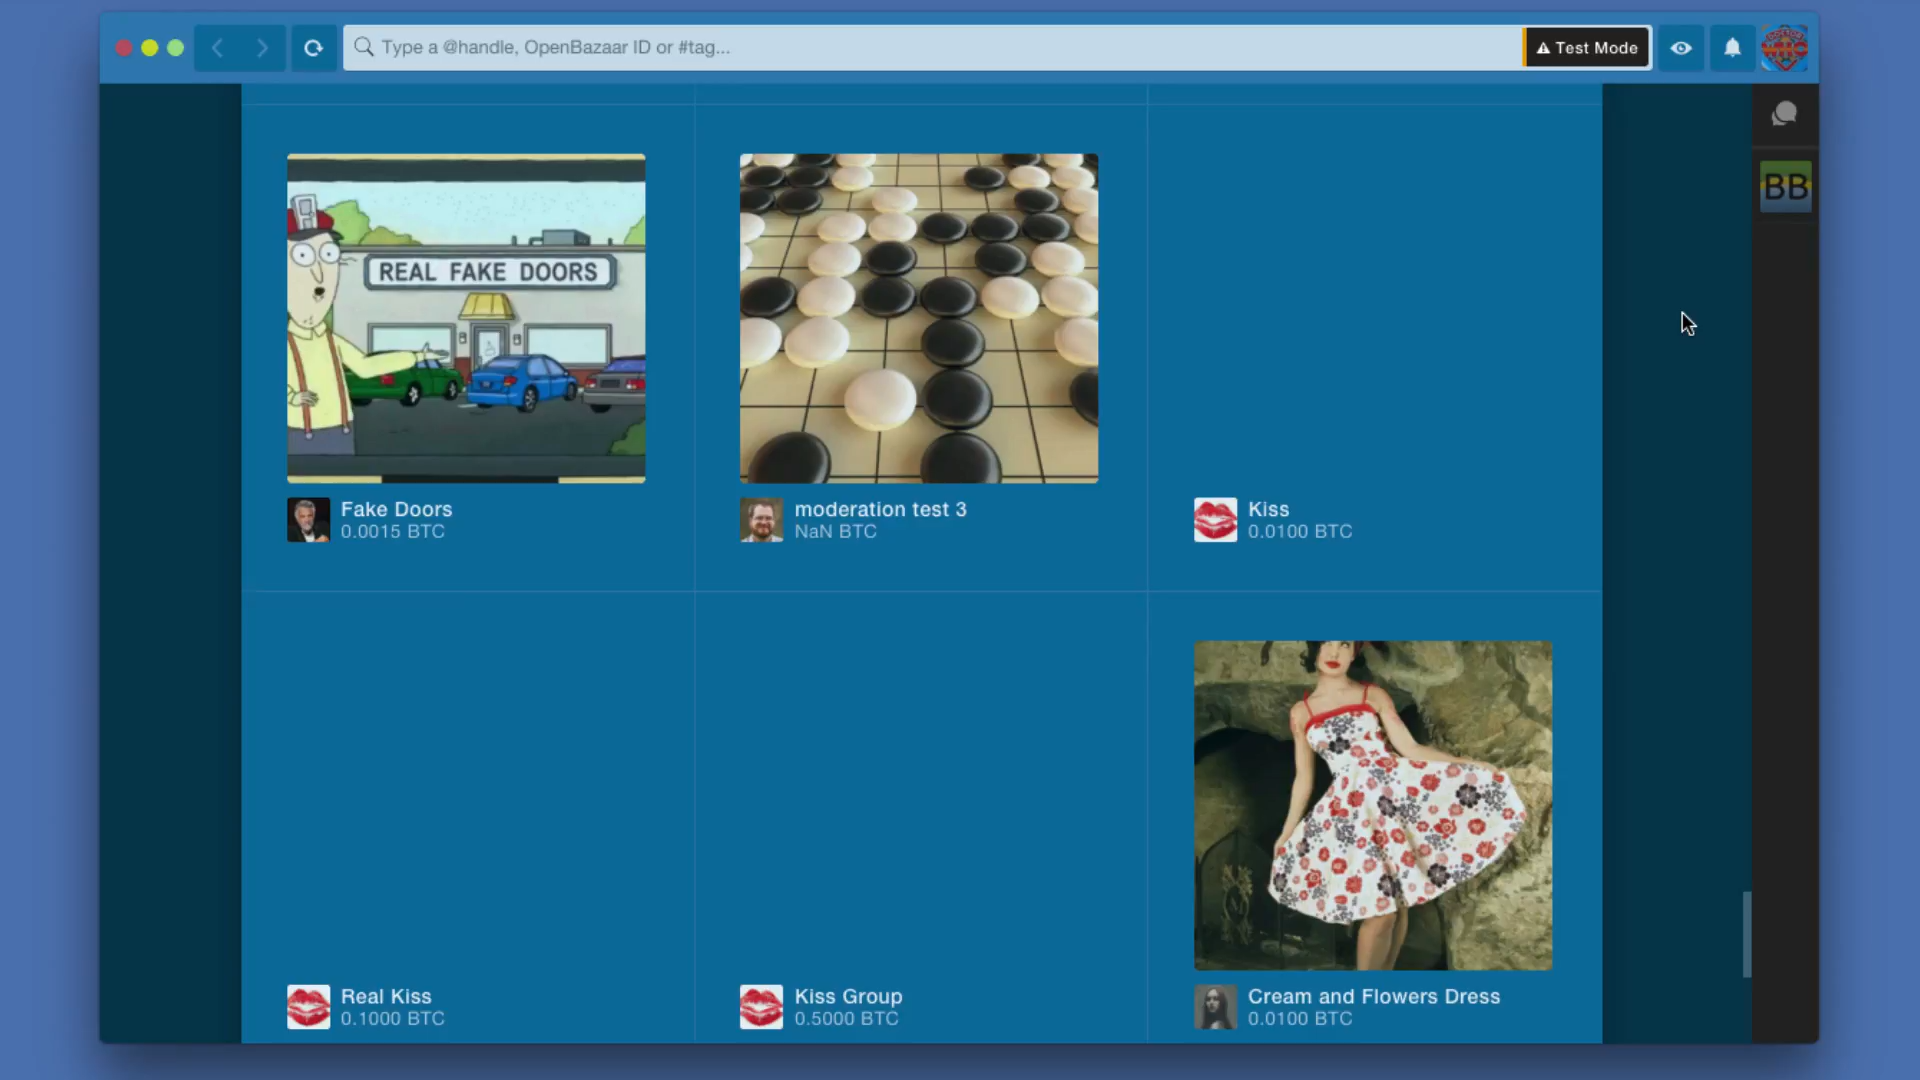 Type a @handle, OpenBazaar ID or #tag...
Test Mode
BB
REAL FAKE DOORS
Fake Doors
0.0015 BTC
moderation test 3
NaN BTC
Kiss
0.0100 BTC
Real Kiss
0.1000 BTC
Kiss Group
0.5000 BTC
Cream and Flowers Dress
0.0100 BTC